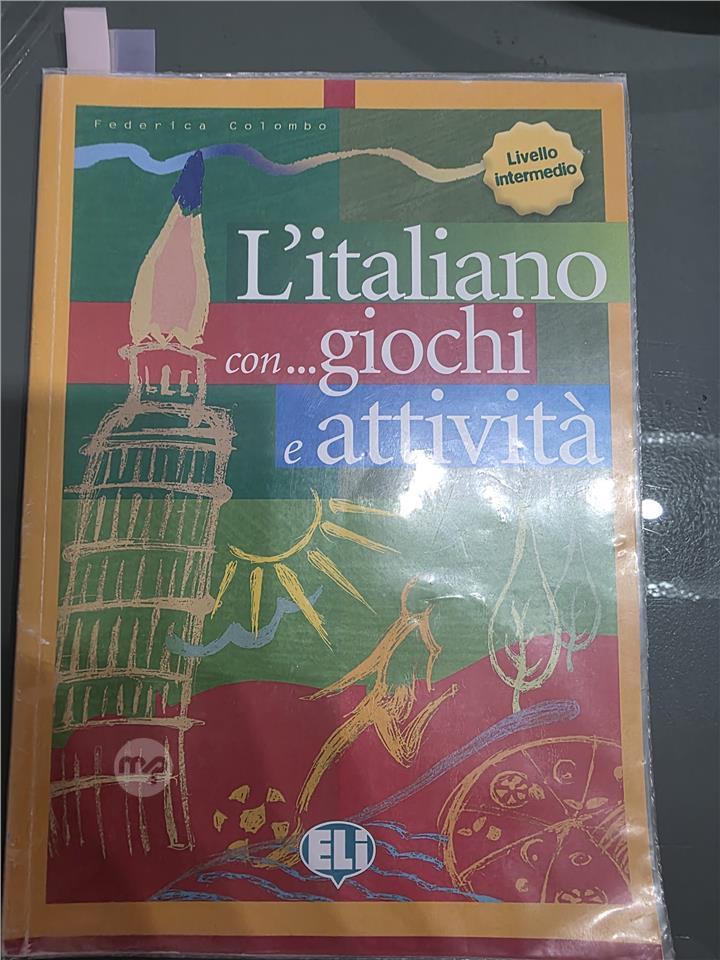 Federica Colombo
Livello
intermedio
L'italiano
con...giochi
e attività
ELi